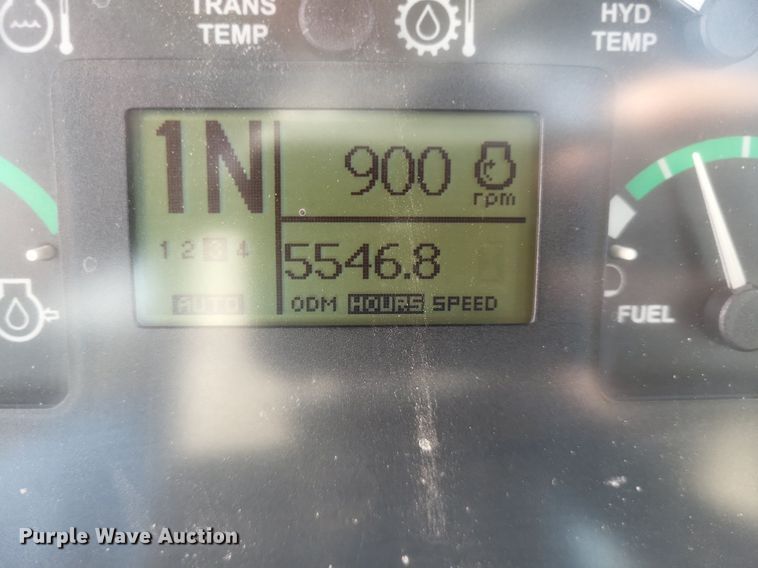 TRANS
TEMP
HYD
TEMP
1N
900
rpm
1 2 3 4
5546.8
AUTO
ODM HOURS SPEED
FUEL
Purple Wave Auction